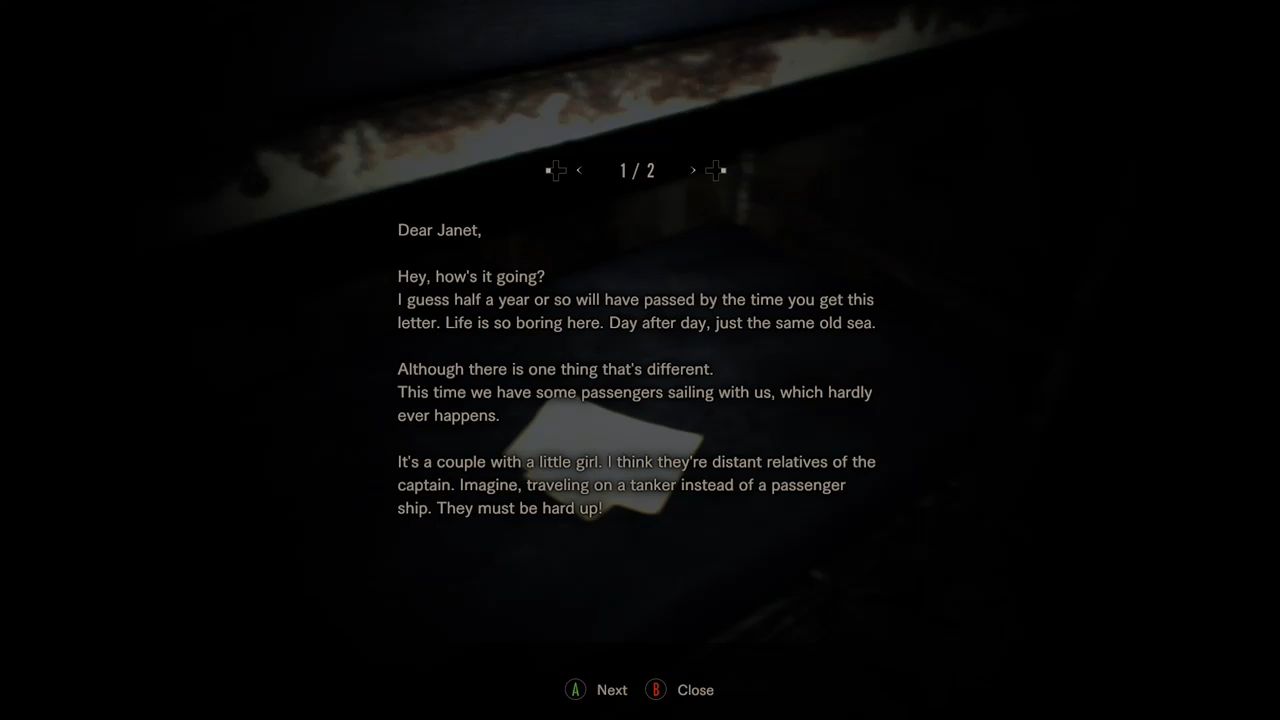 < 1 / 2 >
Dear Janet,
Hey, how's it going?
I guess half a year or so will have passed by the time you get this
letter. Life is so boring here. Day after day, just the same old sea.
Although there is one thing that's different.
This time we have some passengers sailing with us, which hardly
ever happens.
It's a couple with a little girl. I think they're distant relatives of the
captain. Imagine, traveling on a tanker instead of a passenger
ship. They must be hard up!
A Next B Close